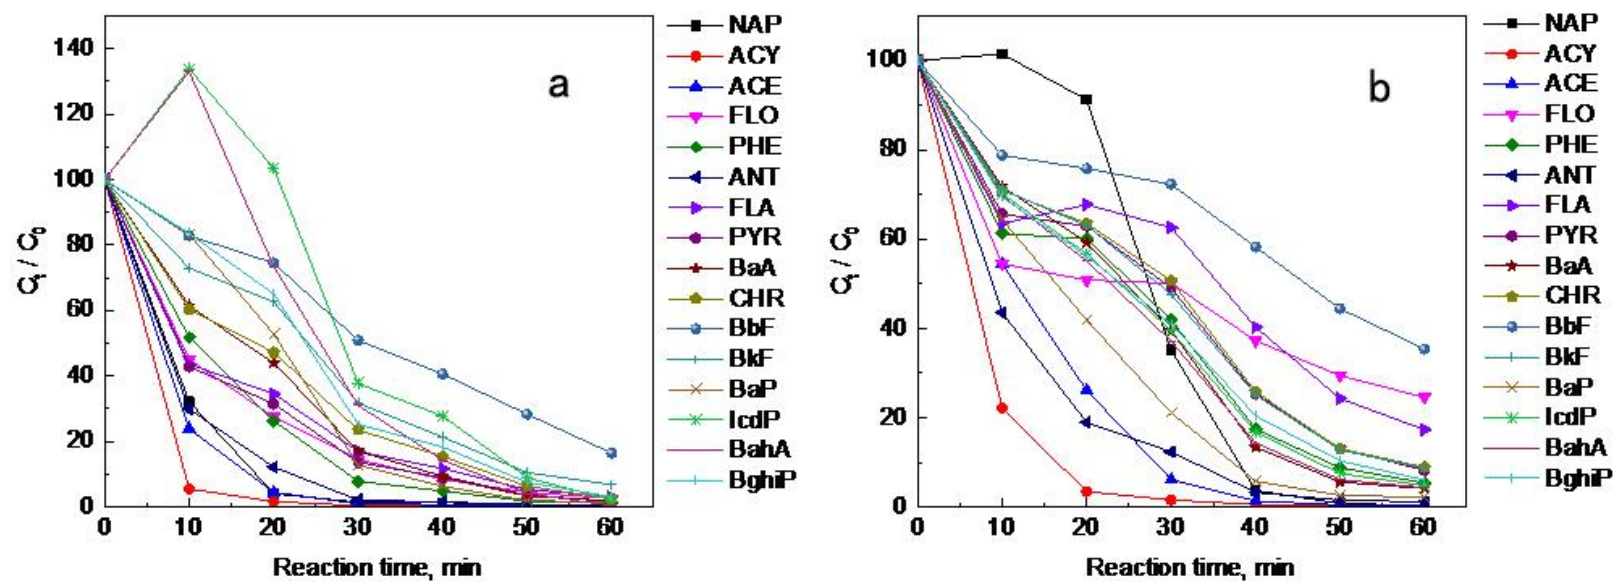 140
120
100
80
60
40
20
0
Ct / C0
0 10 20 30 40 50 60
Reaction time, min
a
NAP
ACY
ACE
FLO
PHE
ANT
FLA
PYR
BaA
CHR
BbF
BkF
BaP
IcdP
BahA
BghiP
100
80
60
40
20
0
Ct / C0
0 10 20 30 40 50 60
Reaction time, min
b
NAP
ACY
ACE
FLO
PHE
ANT
FLA
PYR
BaA
CHR
BbF
BkF
BaP
IcdP
BahA
BghiP